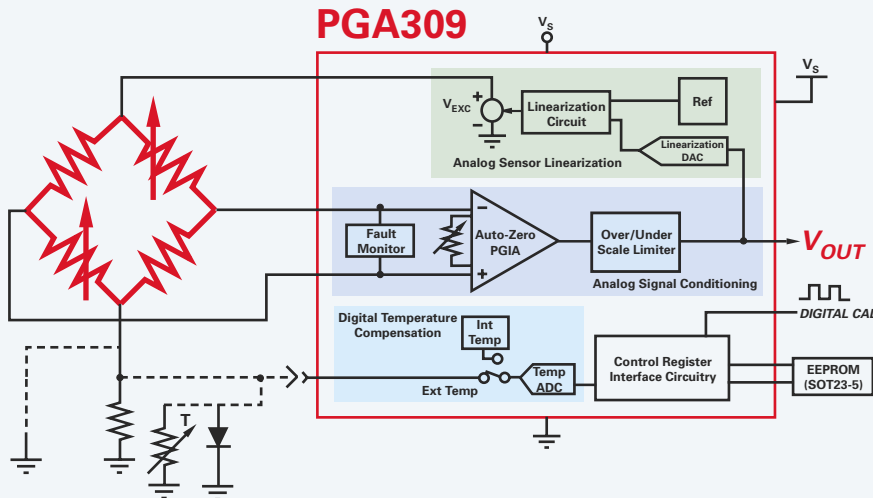 PGA309
VS
VS
VEXC
+
−
Linearization
Circuit
Ref
Linearization
DAC
Analog Sensor Linearization
Fault
Monitor
−
Auto-Zero
PGIA
+
Over/Under
Scale Limiter
VOUT
Analog Signal Conditioning
DIGITAL CAL
Digital Temperature
Compensation
Int
Temp
Ext Temp
Temp
ADC
Control Register
Interface Circuitry
EEPROM
(SOT23-5)
T